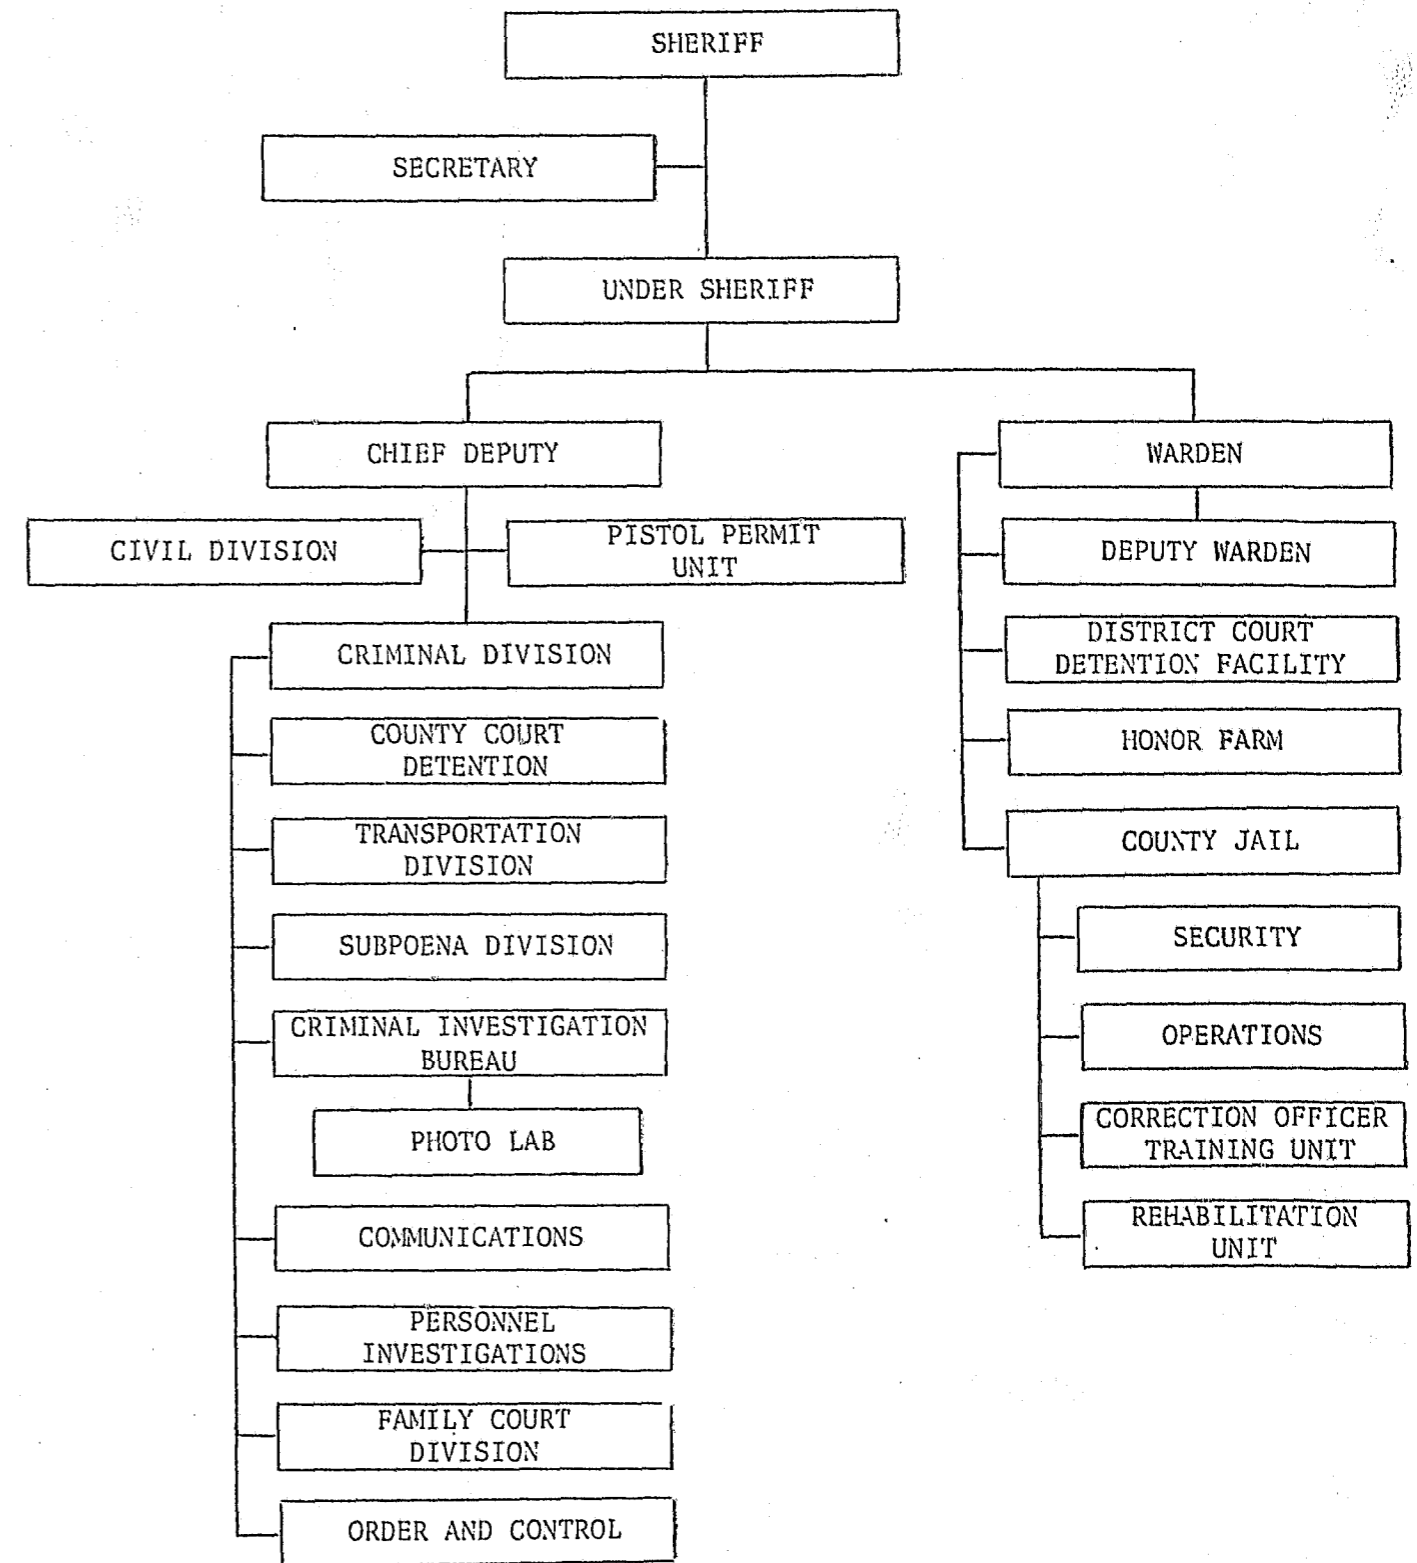 SHERIFF
SECRETARY
UNDER SHERIFF
CHIEF DEPUTY
CIVIL DIVISION
PISTOL PERMIT
UNIT
CRIMINAL DIVISION
COUNTY COURT
DETENTION
TRANSPORTATION
DIVISION
SUBPOENA DIVISION
CRIMINAL INVESTIGATION
BUREAU
PHOTO LAB
COMMUNICATIONS
PERSONNEL
INVESTIGATIONS
FAMILY COURT
DIVISION
ORDER AND CONTROL
WARDEN
DEPUTY WARDEN
DISTRICT COURT
DETENTION FACILITY
HONOR FARM
COUNTY JAIL
SECURITY
OPERATIONS
CORRECTION OFFICER
TRAINING UNIT
REHABILITATION
UNIT